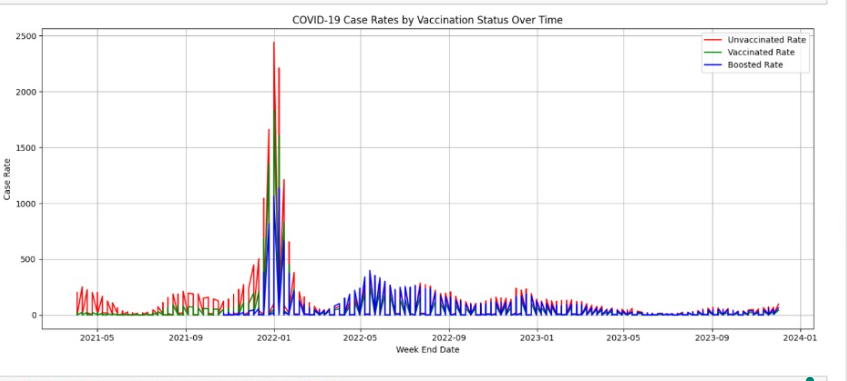 COVID-19 Case Rates by Vaccination Status Over Time
2500
2000
1500
1000
500
0
Case Rate
Unvaccinated Rate
Vaccinated Rate
Boosted Rate
2021-05 2021-09 2022-01 2022-05 2022-09 2023-01 2023-05 2023-09 2024-01
Week End Date